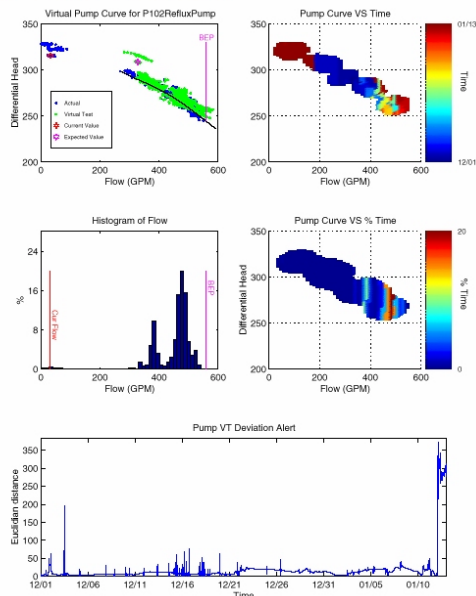 Virtual Pump Curve for P102RefluxPump
350
300
250
200
0 200 400 600
Differential Head
Flow (GPM)
BEP
Actual
Virtual Test
Current Value
Expected Value
Pump Curve VS Time
350
300
250
200
0 200 400 600
Flow (GPM)
01/13
Time
12/01
Histogram of Flow
24
16
8
0
0 200 400 600
%
Flow (GPM)
Cur Flow
BEP
Pump Curve VS % Time
350
300
250
200
0 200 400 600
Differential Head
Flow (GPM)
20
% Time
0
Pump VT Deviation Alert
350
300
250
200
150
100
50
0
Euclidian distance
12/01 12/06 12/11 12/16 12/21 12/26 12/31 01/05 01/10
Time